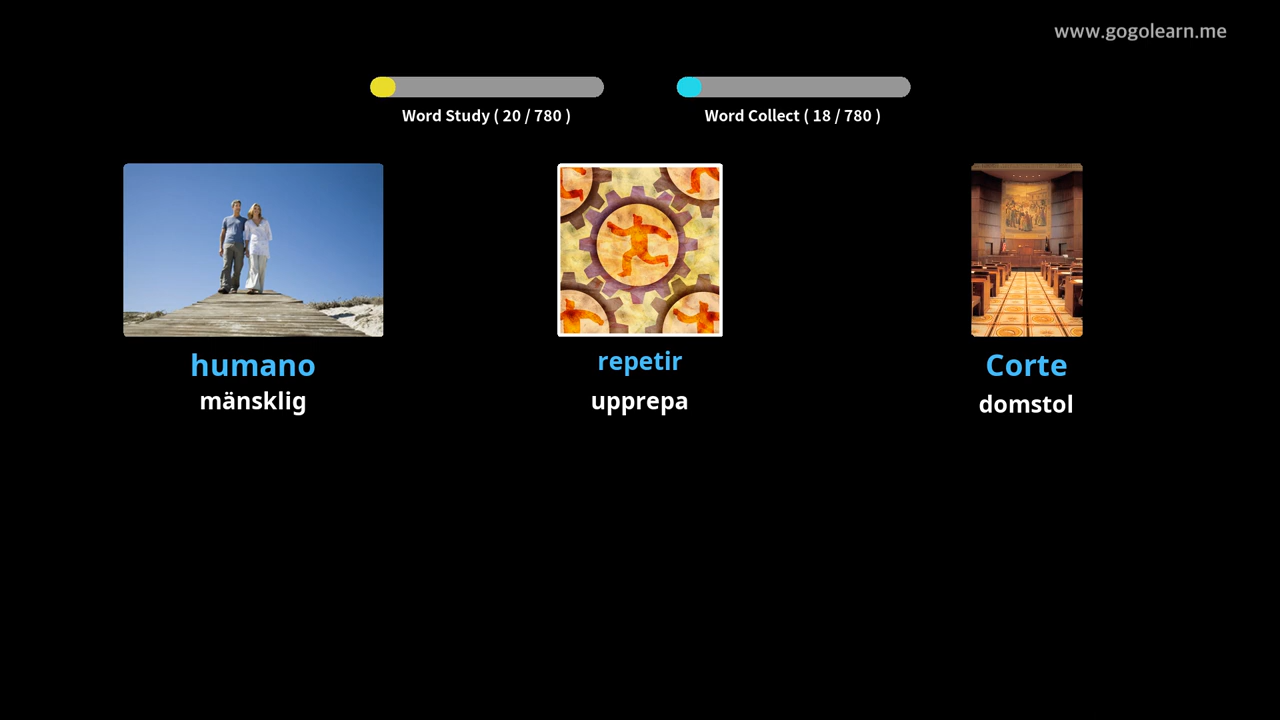 www.gogolearn.me
Word Study ( 20 / 780 )
Word Collect ( 18 / 780 )
humano
mänsklig
repetir
upprepa
Corte
domstol